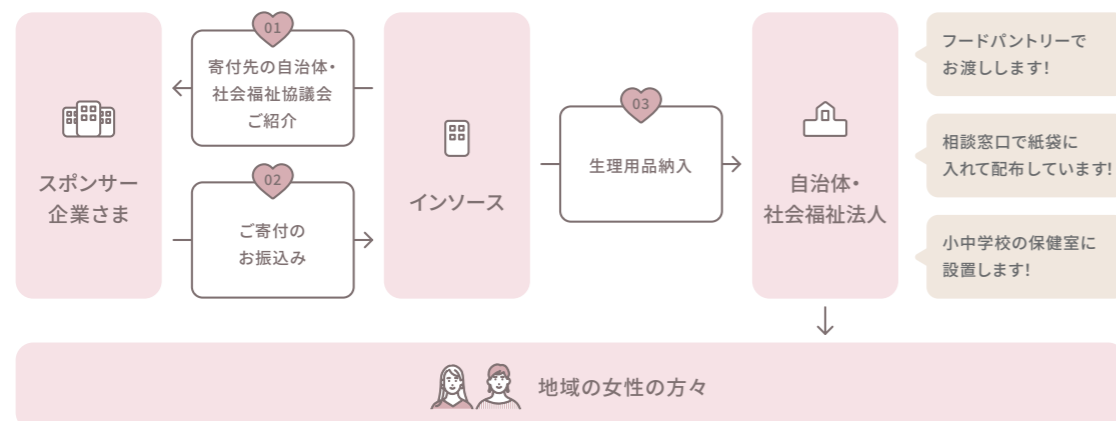 スポンサー
企業さま
01
寄付先の自治体・
社会福祉協議会
ご紹介
02
ご寄付の
お振込み
インソース
03
生理用品納入
自治体・
社会福祉法人
フードパントリーで
お渡しします!
相談窓口で紙袋に
入れて配布しています!
小中学校の保健室に
設置します!
地域の女性の方々